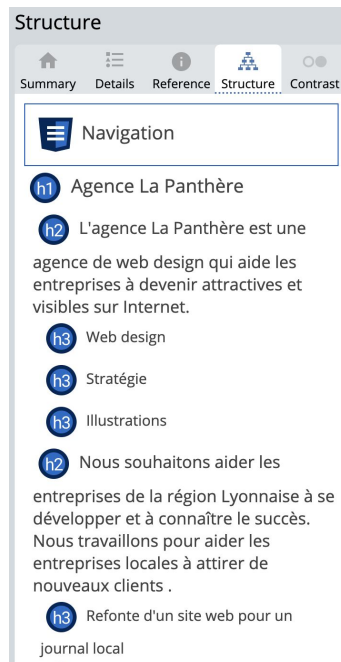 Structure
Summary Details Reference Structure Contrast
Navigation
h1 Agence La Panthère
h2 L'agence La Panthère est une
agence de web design qui aide les
entreprises à devenir attractives et
visibles sur Internet.
h3 Web design
h3 Stratégie
h3 Illustrations
h2 Nous souhaitons aider les
entreprises de la région Lyonnaise à se
développer et à connaître le succès.
Nous travaillons pour aider les
entreprises locales à attirer de
nouveaux clients .
h3 Refonte d'un site web pour un
journal local